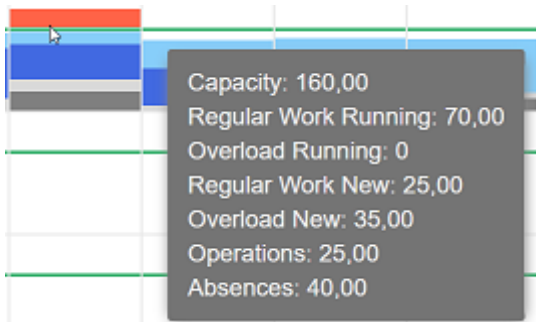 Capacity: 160,00
Regular Work Running: 70,00
Overload Running: 0
Regular Work New: 25,00
Overload New: 35,00
Operations: 25,00
Absences: 40,00